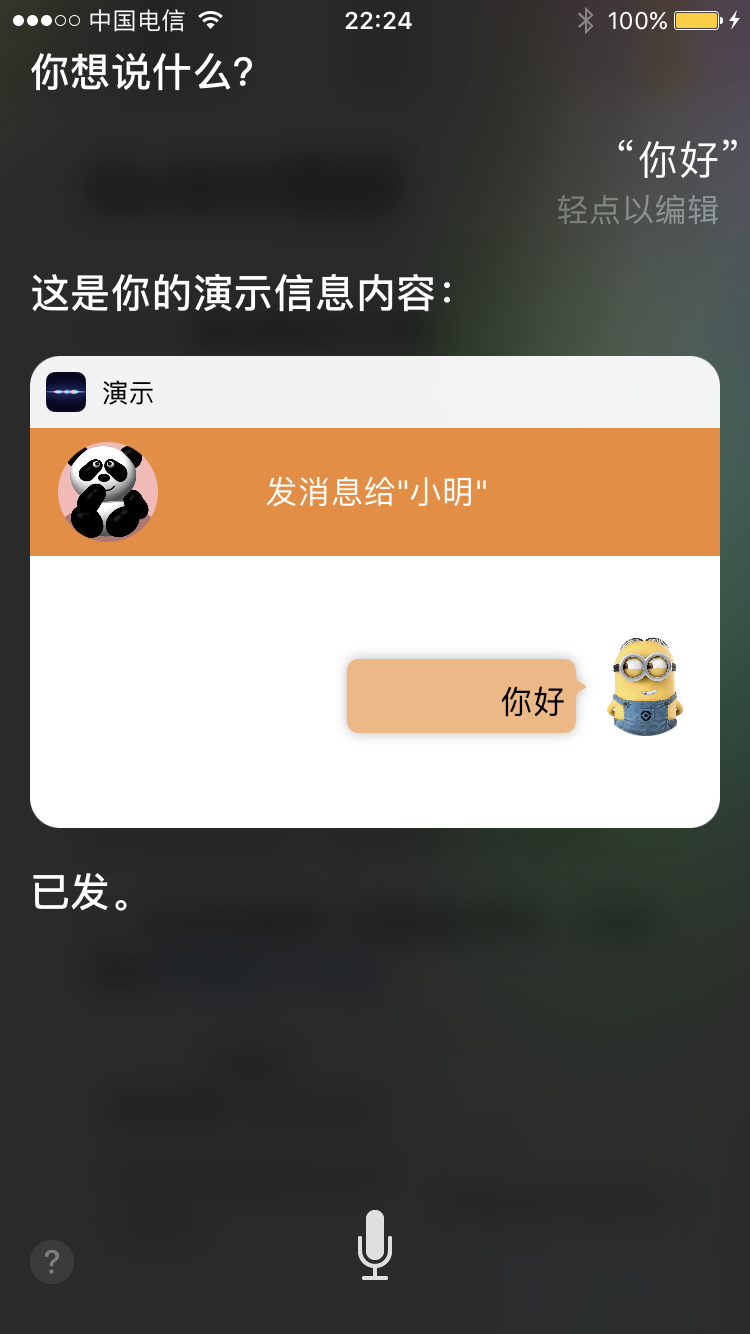 中国电信 22:24 100%
你想说什么?
“你好”
轻点以编辑
这是你的演示信息内容：
演示
发消息给"小明"
你好
已发。
?